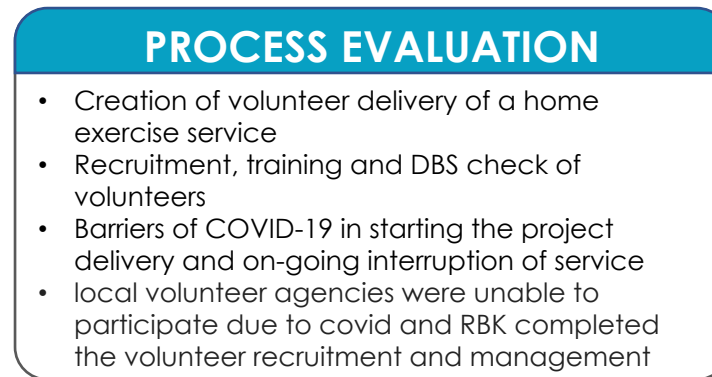 PROCESS EVALUATION
• Creation of volunteer delivery of a home
exercise service
• Recruitment, training and DBS check of
volunteers
• Barriers of COVID-19 in starting the project
delivery and on-going interruption of service
• local volunteer agencies were unable to
participate due to covid and RBK completed
the volunteer recruitment and management